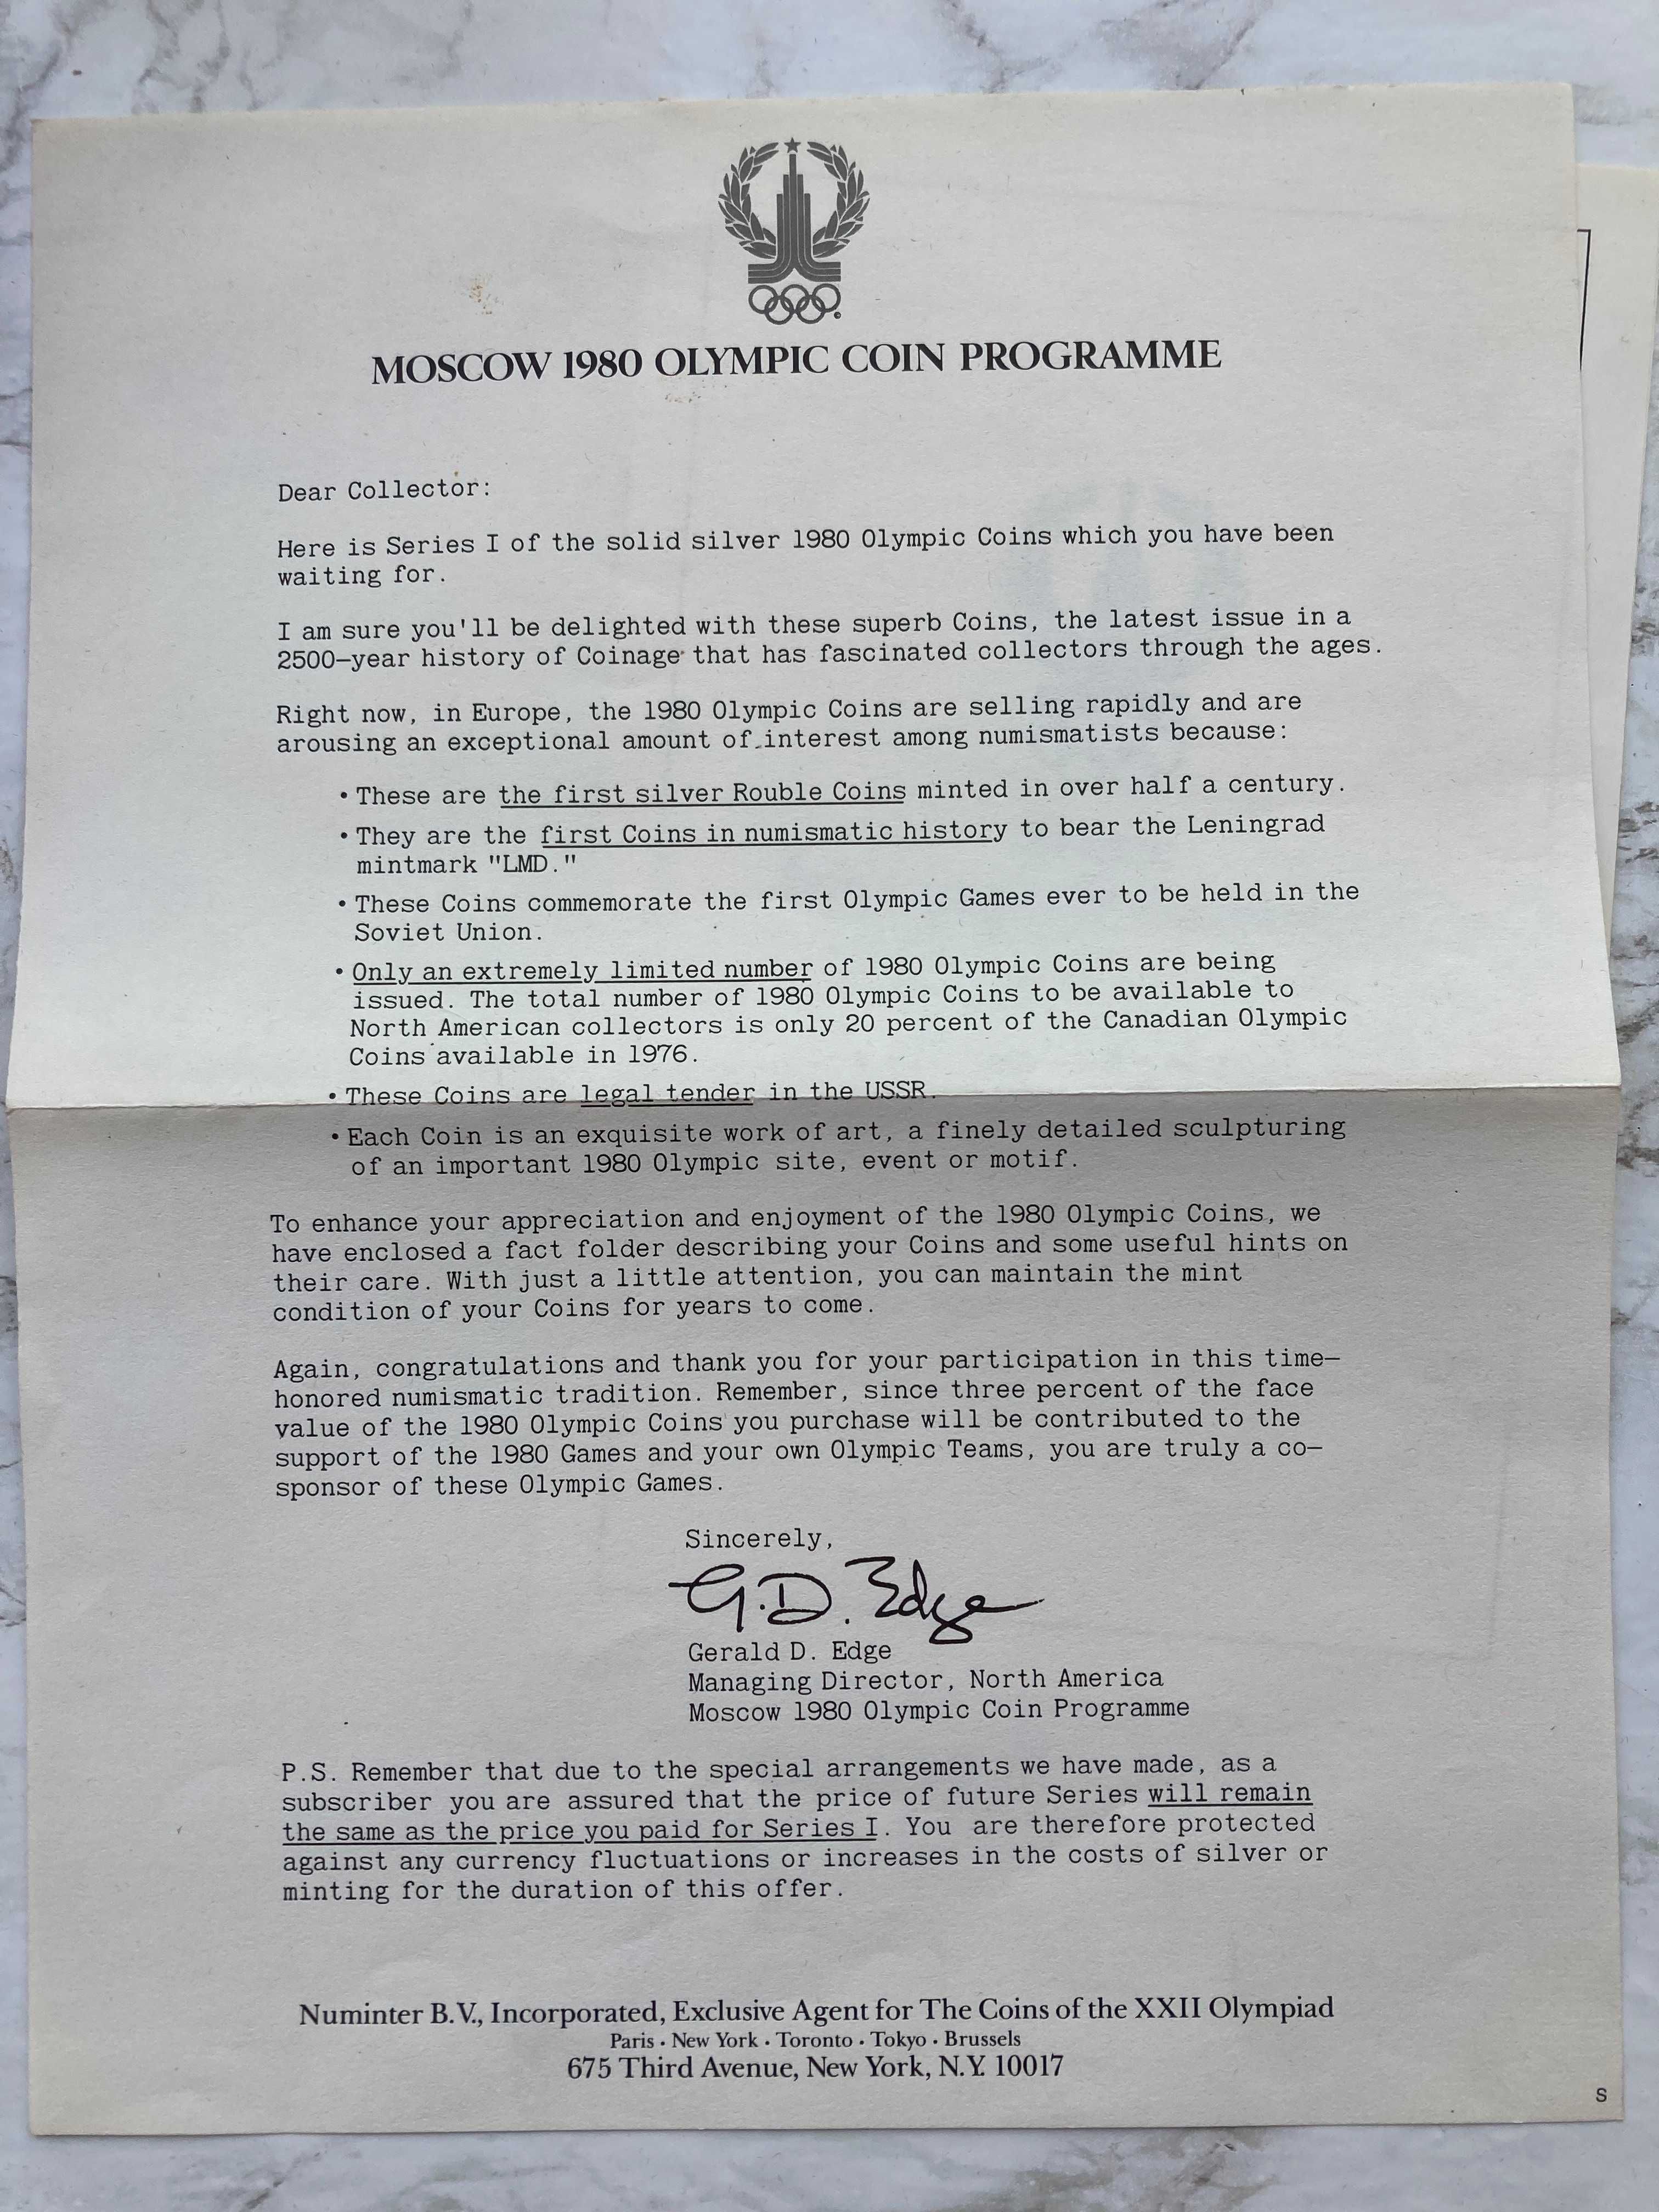 MOSCOW 1980 OLYMPIC COIN PROGRAMME
Dear Collector:
Here is Series I of the solid silver 1980 Olympic Coins which you have been
waiting for.
I am sure you'll be delighted with these superb Coins, the latest issue in a
2500-year history of Coinage that has fascinated collectors through the ages.
Right now, in Europe, the 1980 Olympic Coins are selling rapidly and are
arousing an exceptional amount of interest among numismatists because:
• These are the first silver Rouble Coins minted in over half a century.
• They are the first Coins in numismatic history to bear the Leningrad
mintmark "LMD."
• These Coins commemorate the first Olympic Games ever to be held in the
Soviet Union.
• Only an extremely limited number of 1980 Olympic Coins are being
issued. The total number of 1980 Olympic Coins to be available to
North American collectors is only 20 percent of the Canadian Olympic
Coins available in 1976.
• These Coins are legal tender in the USSR.
• Each Coin is an exquisite work of art, a finely detailed sculpturing
of an important 1980 Olympic site, event or motif.
To enhance your appreciation and enjoyment of the 1980 Olympic Coins, we
have enclosed a fact folder describing your Coins and some useful hints on
their care. With just a little attention, you can maintain the mint
condition of your Coins for years to come.
Again, congratulations and thank you for your participation in this time-
honored numismatic tradition. Remember, since three percent of the face
value of the 1980 Olympic Coins you purchase will be contributed to the
support of the 1980 Games and your own Olympic Teams, you are truly a co-
sponsor of these Olympic Games.
Sincerely,
G.D. Edge
Gerald D. Edge
Managing Director, North America
Moscow 1980 Olympic Coin Programme
P.S. Remember that due to the special arrangements we have made, as a
subscriber you are assured that the price of future Series will remain
the same as the price you paid for Series I. You are therefore protected
against any currency fluctuations or increases in the costs of silver or
minting for the duration of this offer.
Numinter B.V., Incorporated, Exclusive Agent for The Coins of the XXII Olympiad
Paris • New York • Toronto • Tokyo • Brussels
675 Third Avenue, New York, N.Y. 10017
S